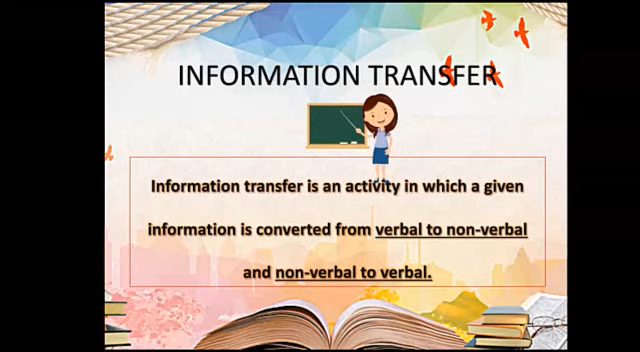 INFORMATION TRANSFER
Information transfer is an activity in which a given
information is converted from verbal to non-verbal
and non-verbal to verbal.